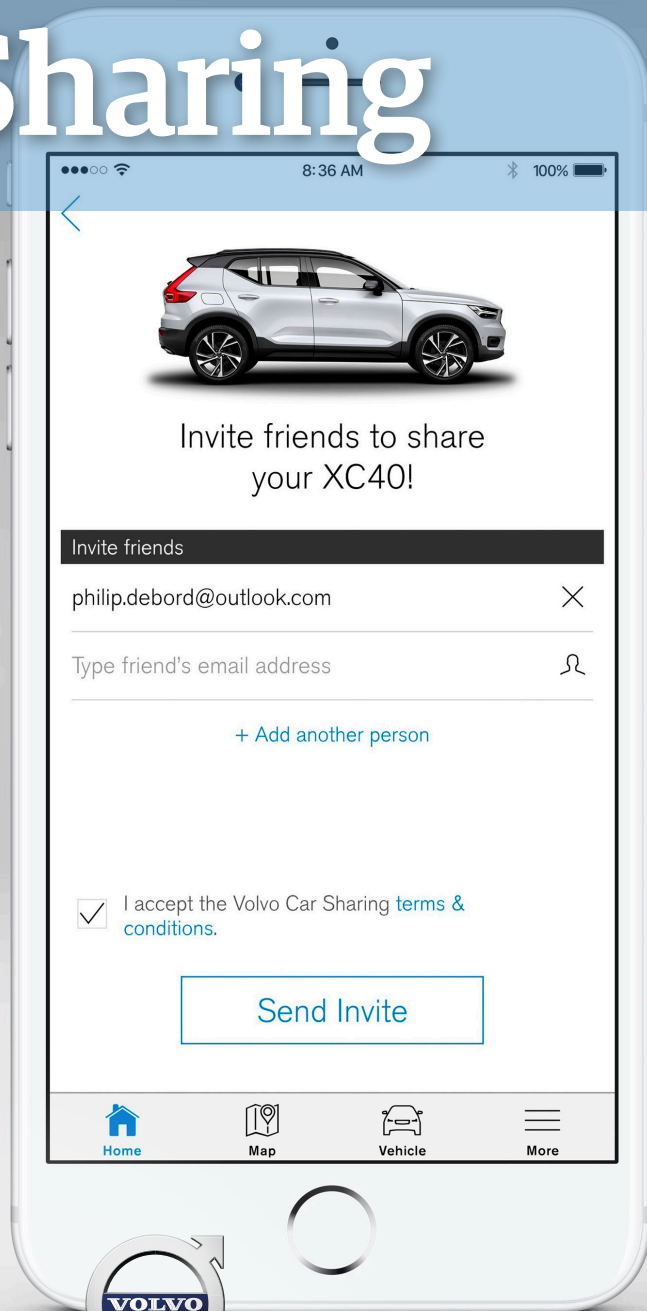 Sharing
8:36 AM
100%
Invite friends to share
your XC40!
Invite friends
philip.debord@outlook.com
Type friend's email address
+ Add another person
I accept the Volvo Car Sharing terms &
conditions.
Send Invite
Home
Map
Vehicle
More
VOLVO